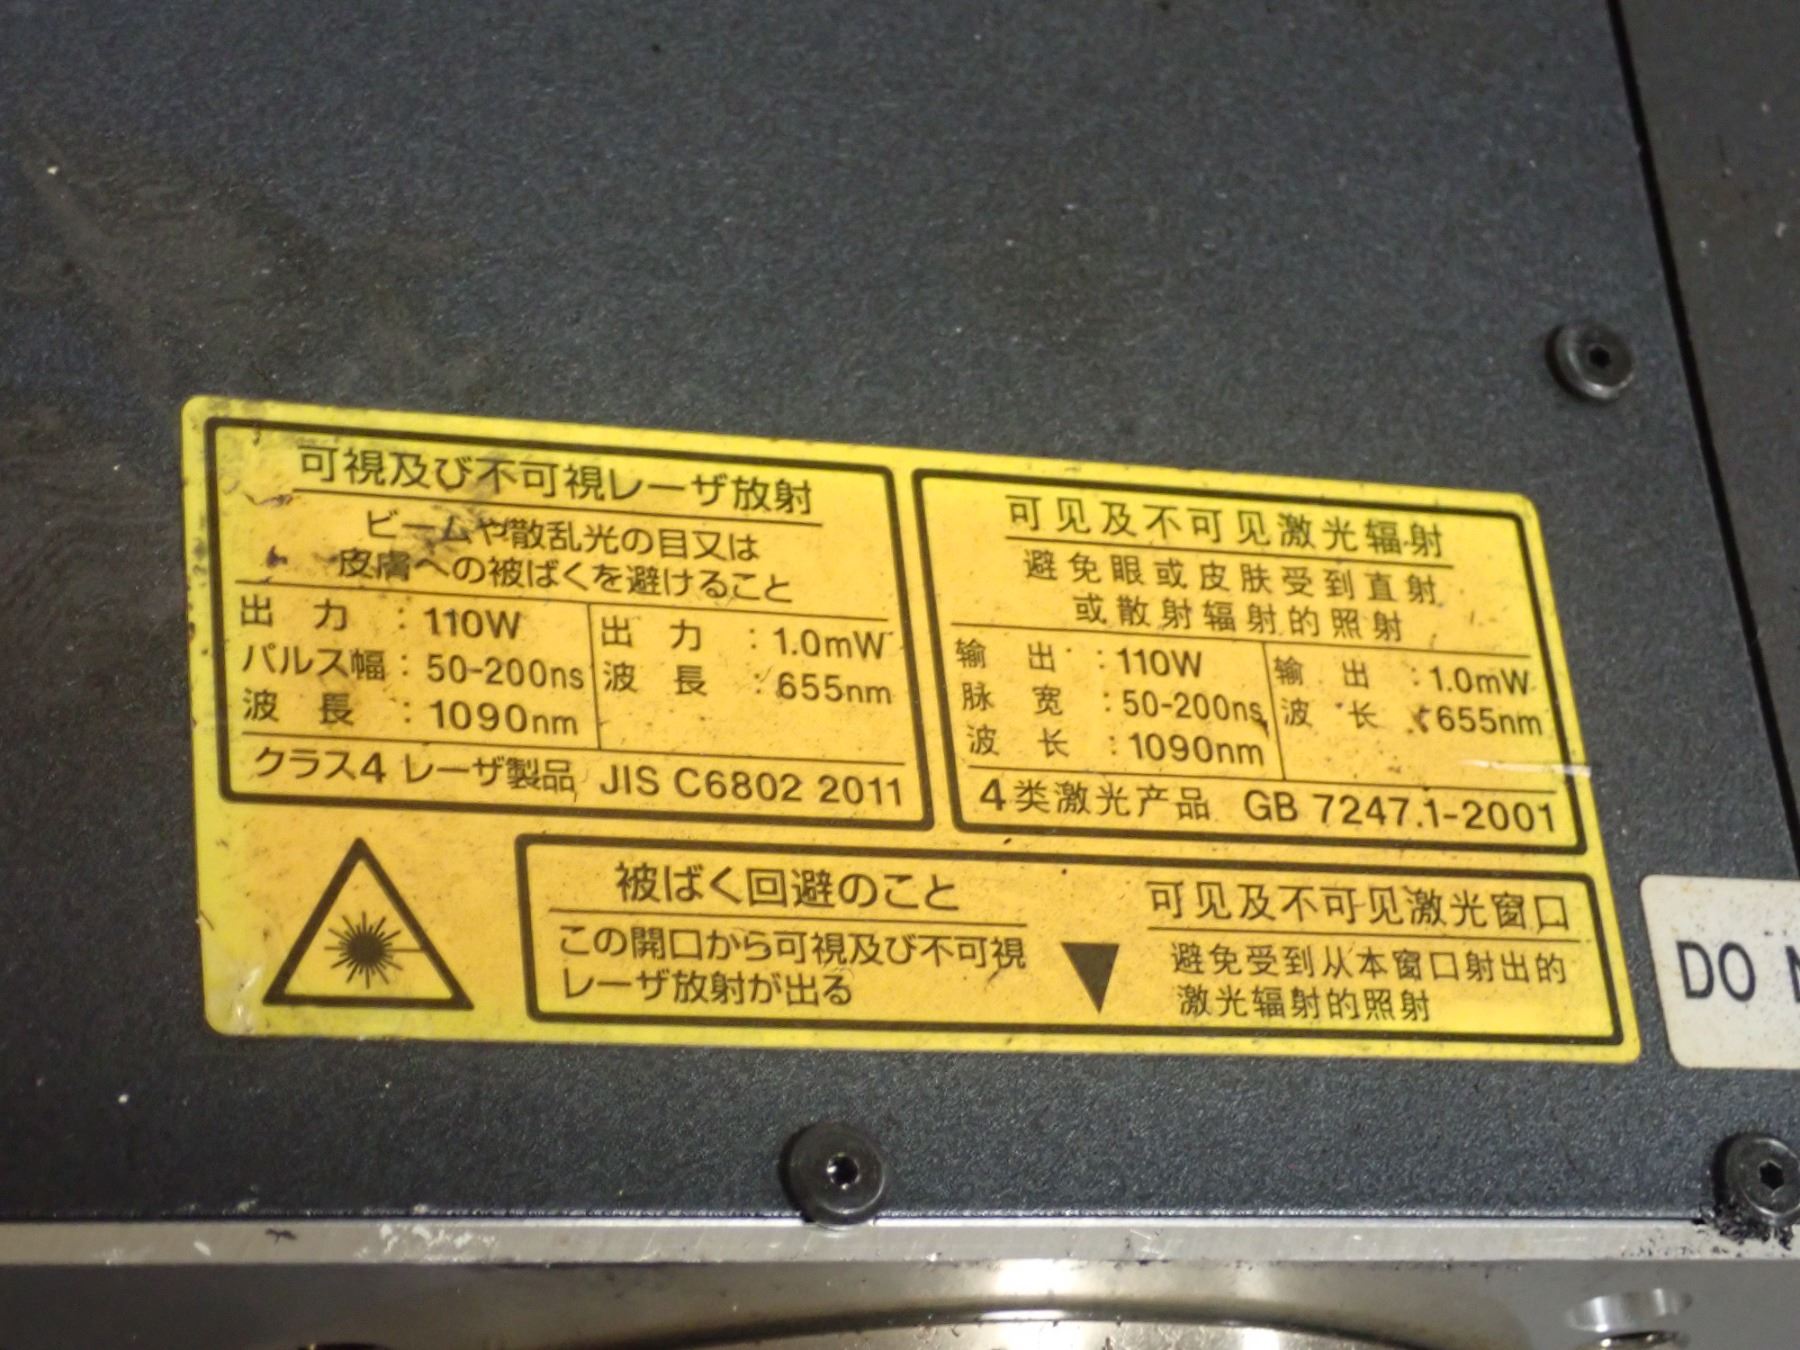 可視及び不可視レーザ放射
ビームや散乱光の目又は
皮膚への被ばくを避けること
出力:110W
パルス幅:50-200ns
波長:1090nm
出力:1.0mW
波長:655nm
クラス4 レーザ製品 JIS C6802 2011
可见及不可见激光辐射
避免眼或皮肤受到直射
或散射辐射的照射
输出:110W
脉宽:50-200ns
波长:1090nm
输出:1.0mW
波长:655nm
4类激光产品 GB 7247.1-2001
被ばく回避のこと
この開口から可視及び不可視
レーザ放射が出る
可见及不可见激光窗口
避免受到从本窗口射出的
激光辐射的照射
DO